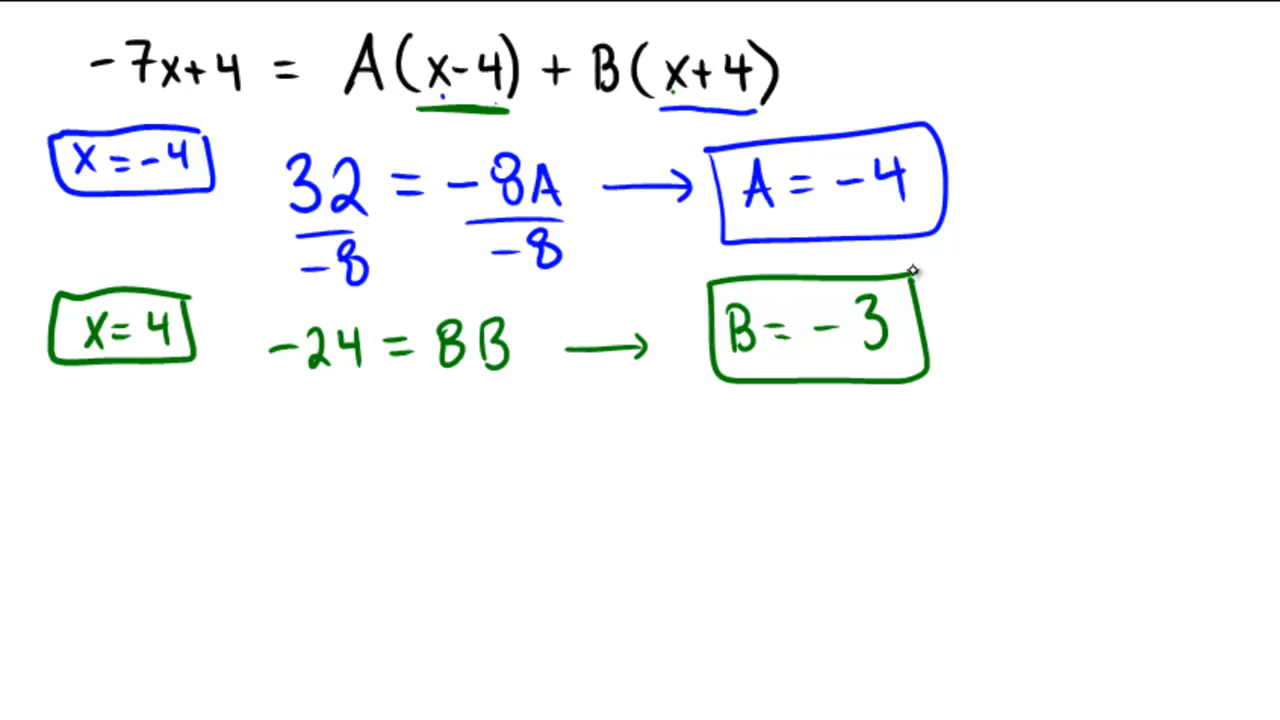 -7x+4 = A(x-4) + B(x+4)
x=-4 32 = -8A → A = -4
-8 -8
x=4 -24 = 8B → B = -3